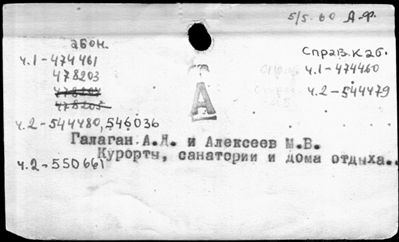 5/5.60 А.Ф.
абон.
Справ. каб.
ч.1-474461
ч.1-474460
478203
ч.2-544479
А
ч.2-544480, 546036
Галаган А.Я. и Алексеев М.В.
Курорты, санатории и дома отдыха..
ч.2-550661